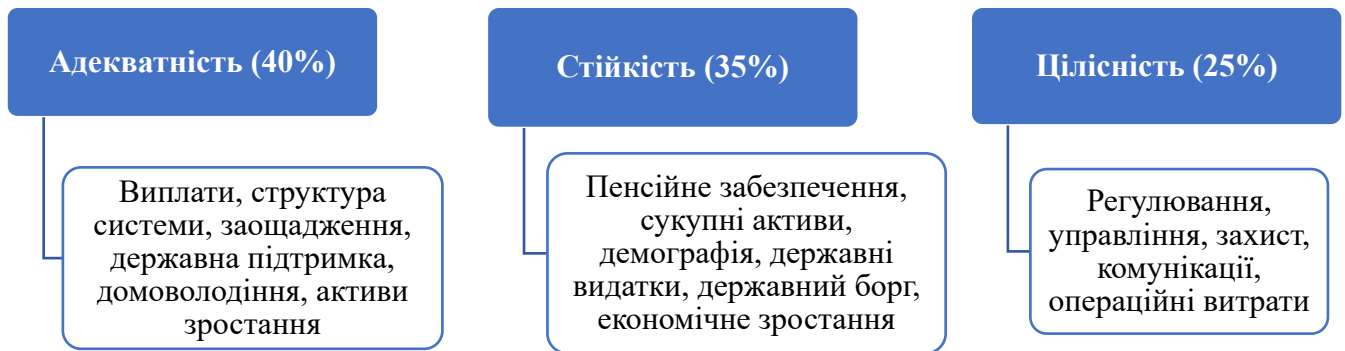 Адекватність (40%)
Виплати, структура
системи, заощадження,
державна підтримка,
домоволодіння, активи
зростання
Стійкість (35%)
Пенсійне забезпечення,
сукупні активи,
демографія, державні
видатки, державний борг,
економічне зростання
Цілісність (25%)
Регулювання,
управління, захист,
комунікації,
операційні витрати